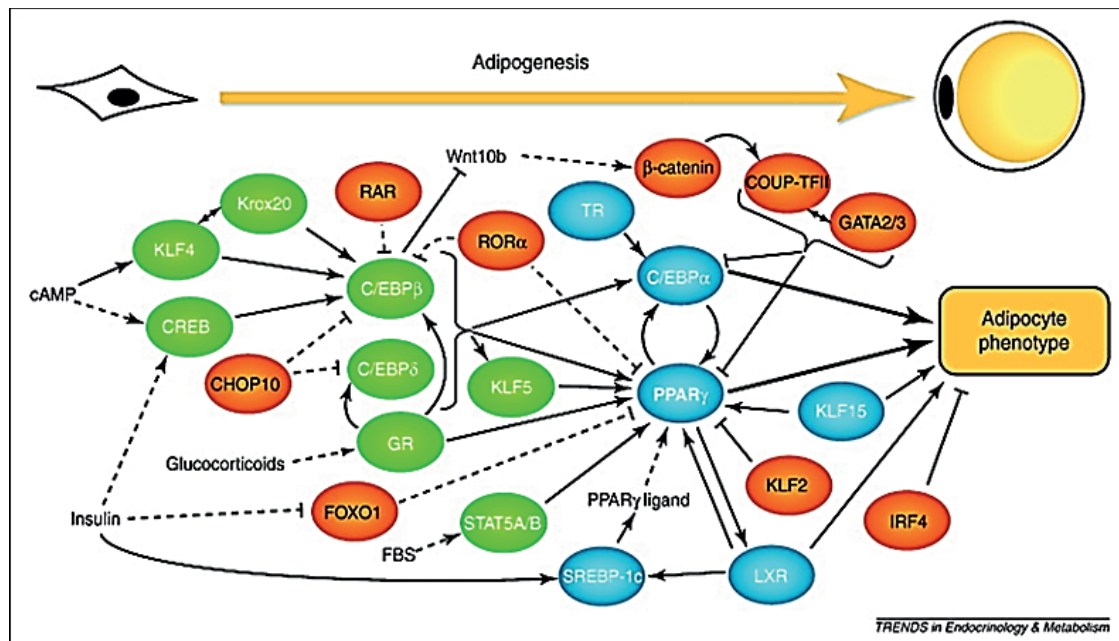 Adipogenesis
Wnt10b
β-catenin
COUP-TFII
GATA2/3
RAR
Krox20
TR
RORα
KLF4
C/EBPβ
C/EBPα
cAMP
CREB
Adipocyte
phenotype
CHOP10
C/EBPδ
KLF5
PPARγ
KLF15
GR
Glucocorticoids
KLF2
PPARγ ligand
Insulin
FOXO1
STAT5A/B
IRF4
FBS
SREBP-1c
LXR
TRENDS in Endocrinology & Metabolism